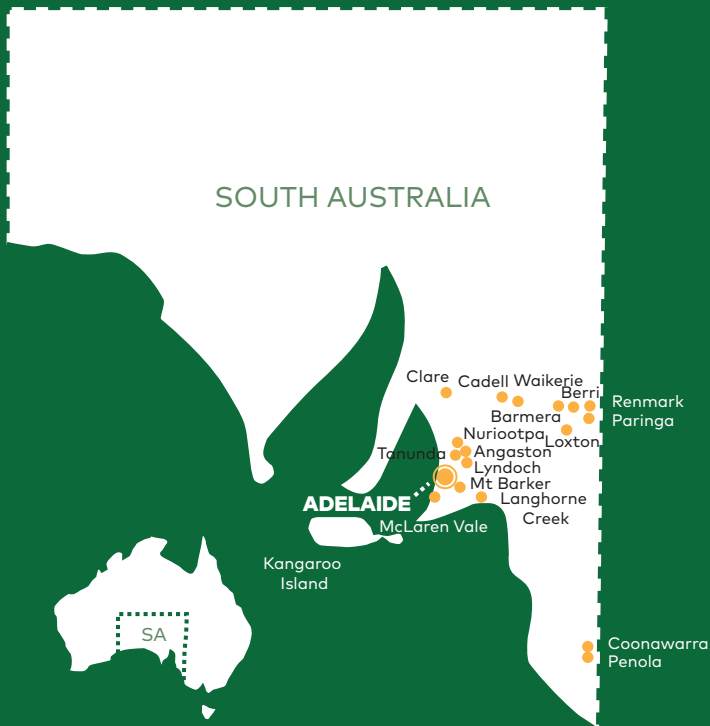 SOUTH AUSTRALIA
Clare
Cadell
Waikerie
Berri
Renmark
Paringa
Barmera
Loxton
Nuriootpa
Tanunda
Angaston
Lyndoch
Mt Barker
ADELAIDE
Langhorne
Creek
McLaren Vale
Kangaroo
Island
SA
Coonawarra
Penola